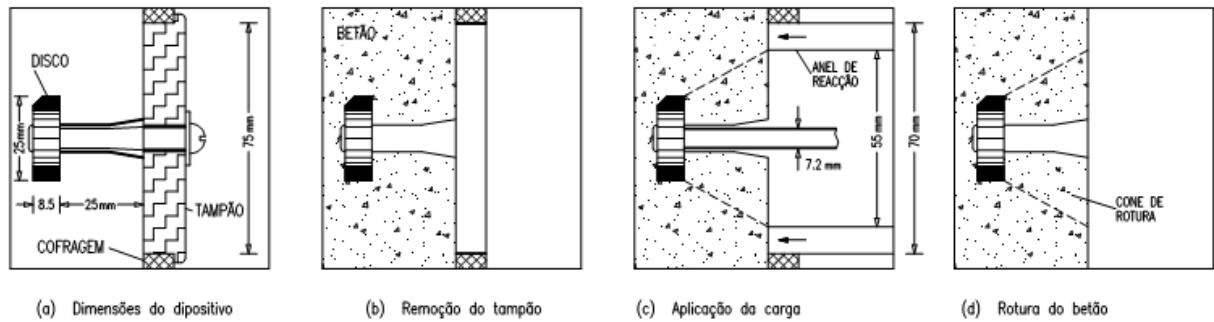 DISCO
25mm
8.5
25mm
COFRAGEM
TAMPÃO
75 mm
(a) Dimensões do dipositivo
BETÃO
(b) Remoção do tampão
ANEL DE
REACÇÃO
7.2 mm
55 mm
70 mm
(c) Aplicação da carga
CONE DE
ROTURA
(d) Rotura do betão